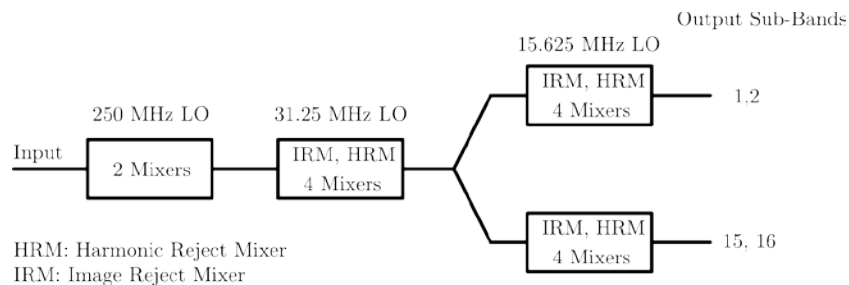 Output Sub-Bands
15.625 MHz LO
IRM, HRM
4 Mixers
1,2
250 MHz LO
31.25 MHz LO
Input
2 Mixers
IRM, HRM
4 Mixers
IRM, HRM
4 Mixers
15, 16
HRM: Harmonic Reject Mixer
IRM: Image Reject Mixer